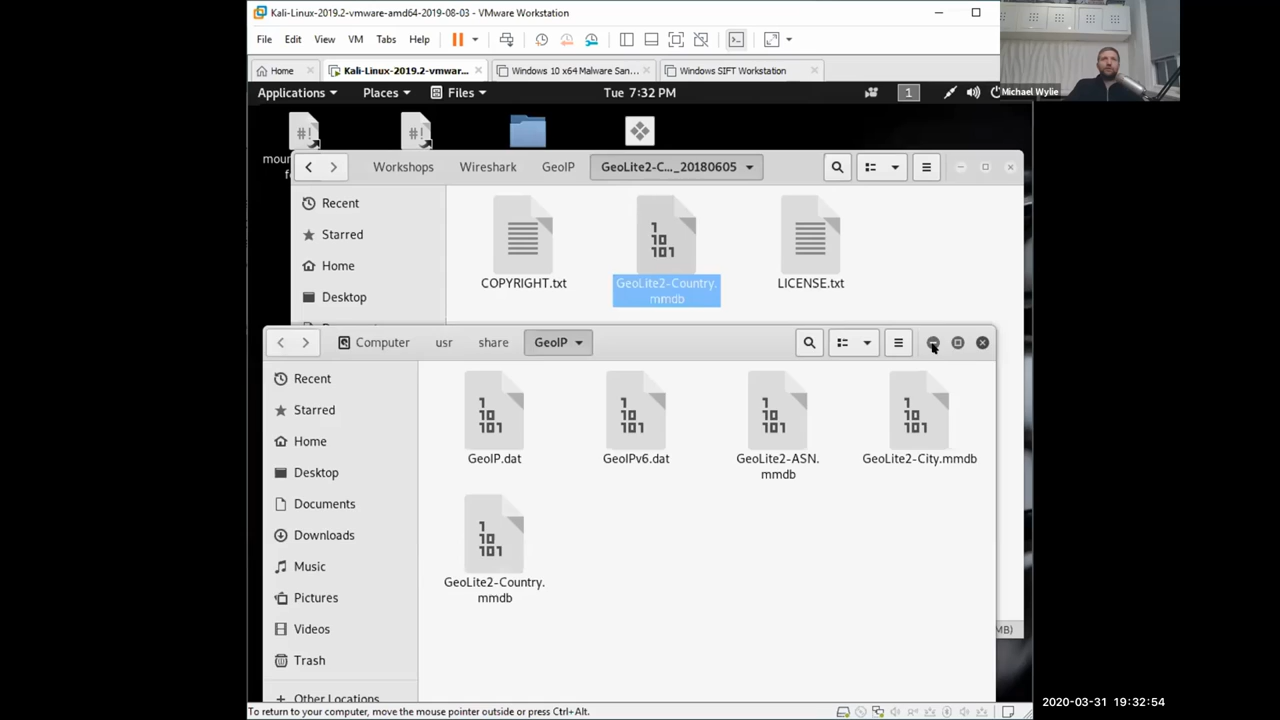 Kali-Linux-2019.2-vmware-amd64-2019-08-03 - VMware Workstation
File Edit View VM Tabs Help
Home Kali-Linux-2019.2-vmwar... Windows 10 x64 Malware San... Windows SIFT Workstation
Michael Wylie
Applications Places Files Tue 7:32 PM 1
moun
Workshops Wireshark GeoIP GeoLite2-C..._20180605
Recent
Starred
Home
Desktop
COPYRIGHT.txt
GeoLite2-Country.
mmdb
LICENSE.txt
Computer usr share GeoIP
Recent
Starred
Home
Desktop
Documents
Downloads
Music
Pictures
Videos
Trash
Other Locations
GeoIP.dat
GeoIPv6.dat
GeoLite2-ASN.
mmdb
GeoLite2-City.mmdb
GeoLite2-Country.
mmdb
MB)
To return to your computer, move the mouse pointer outside or press Ctrl+Alt.
2020-03-31 19:32:54